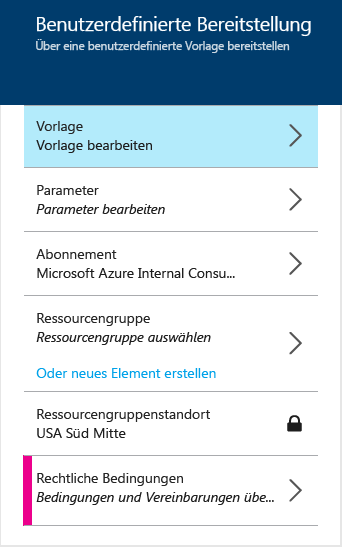 Benutzerdefinierte Bereitstellung
Über eine benutzerdefinierte Vorlage bereitstellen
Vorlage
Vorlage bearbeiten
Parameter
Parameter bearbeiten
Abonnement
Microsoft Azure Internal Consu...
Ressourcengruppe
Ressourcengruppe auswählen
Oder neues Element erstellen
Ressourcengruppenstandort
USA Süd Mitte
Rechtliche Bedingungen
Bedingungen und Vereinbarungen übe...